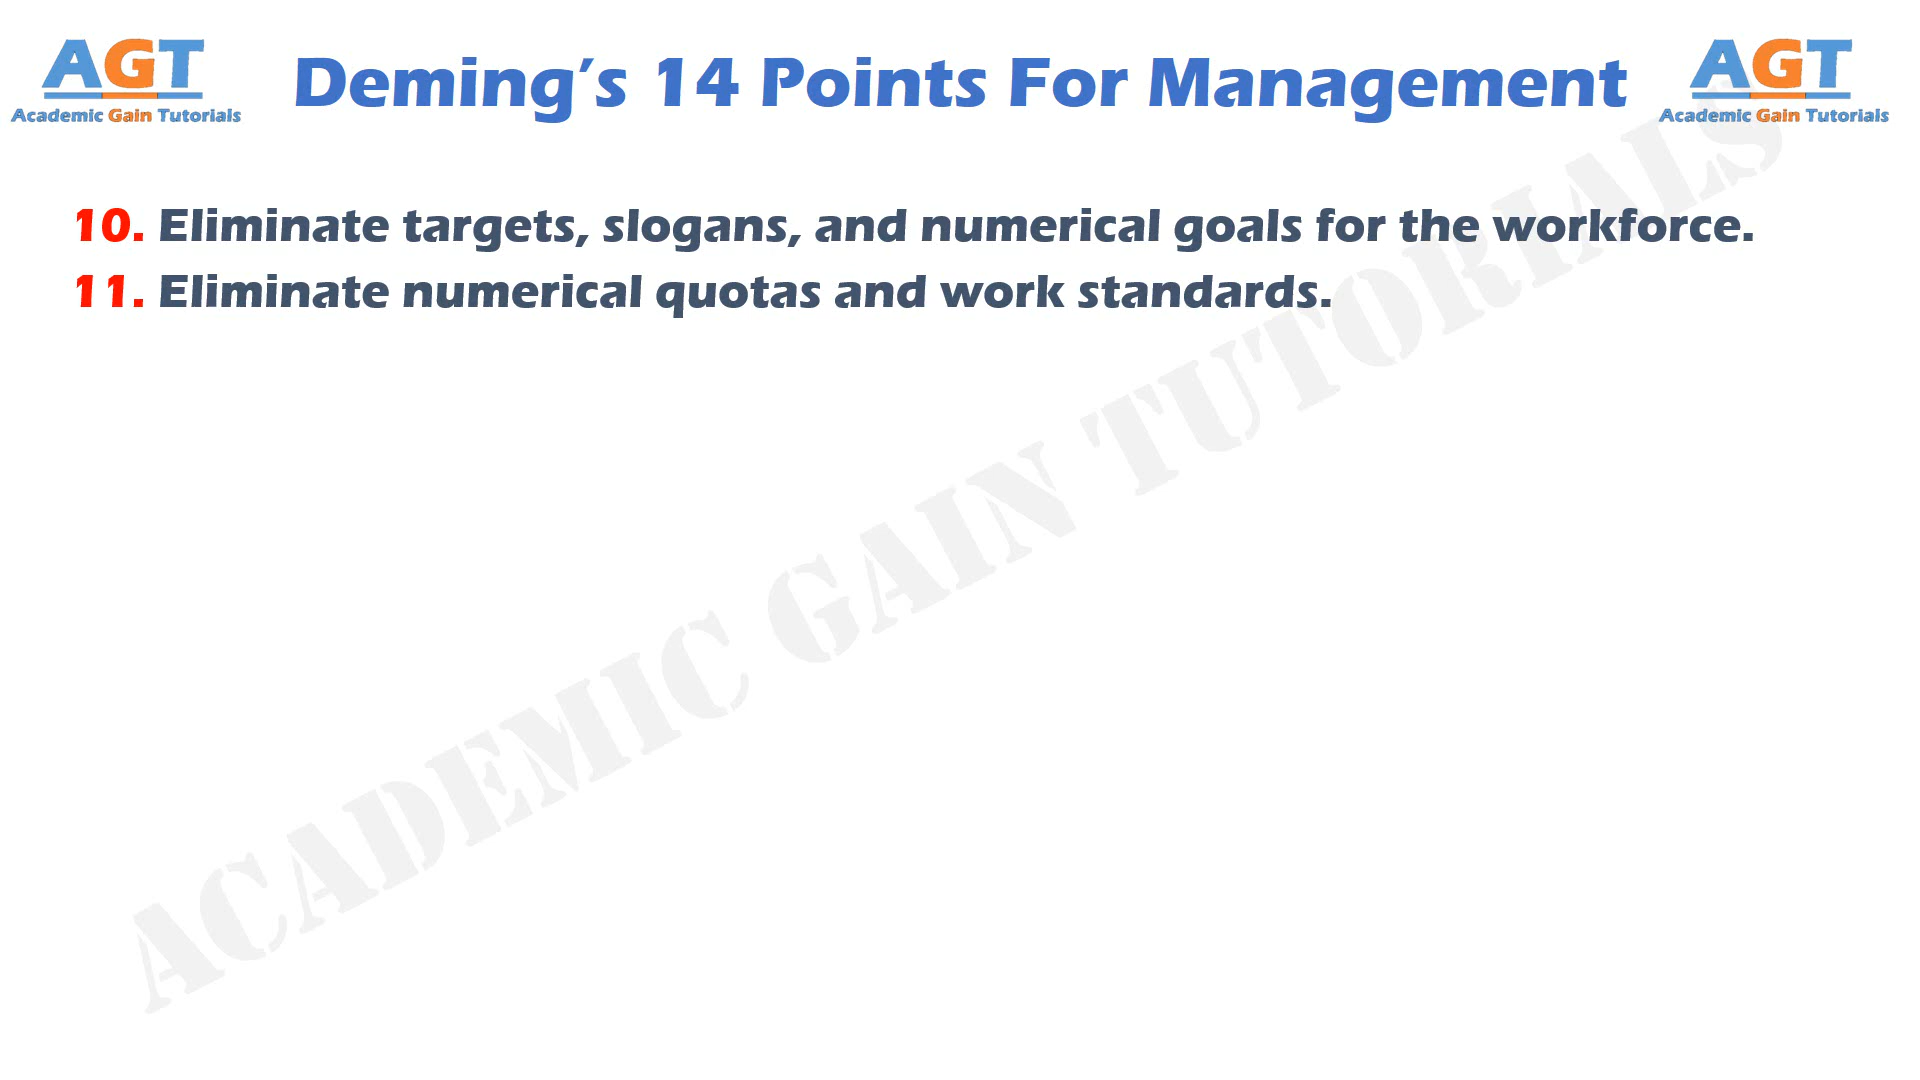 AGT
Academic Gain Tutorials
Deming’s 14 Points For Management
AGT
Academic Gain Tutorials
10. Eliminate targets, slogans, and numerical goals for the workforce.
11. Eliminate numerical quotas and work standards.
ACADEMIC GAIN TUTORIALS